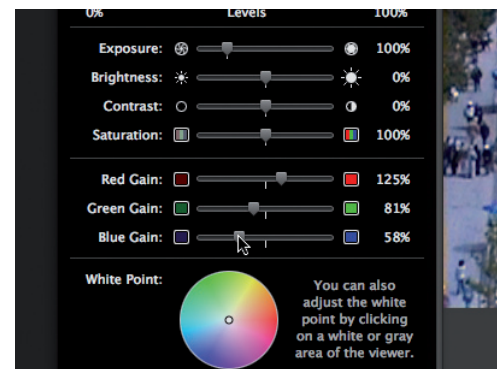 0% Levels 100%
Exposure: 100%
Brightness: 0%
Contrast: 0%
Saturation: 100%
Red Gain: 125%
Green Gain: 81%
Blue Gain: 58%
White Point:
You can also
adjust the white
point by clicking
on a white or gray
area of the viewer.